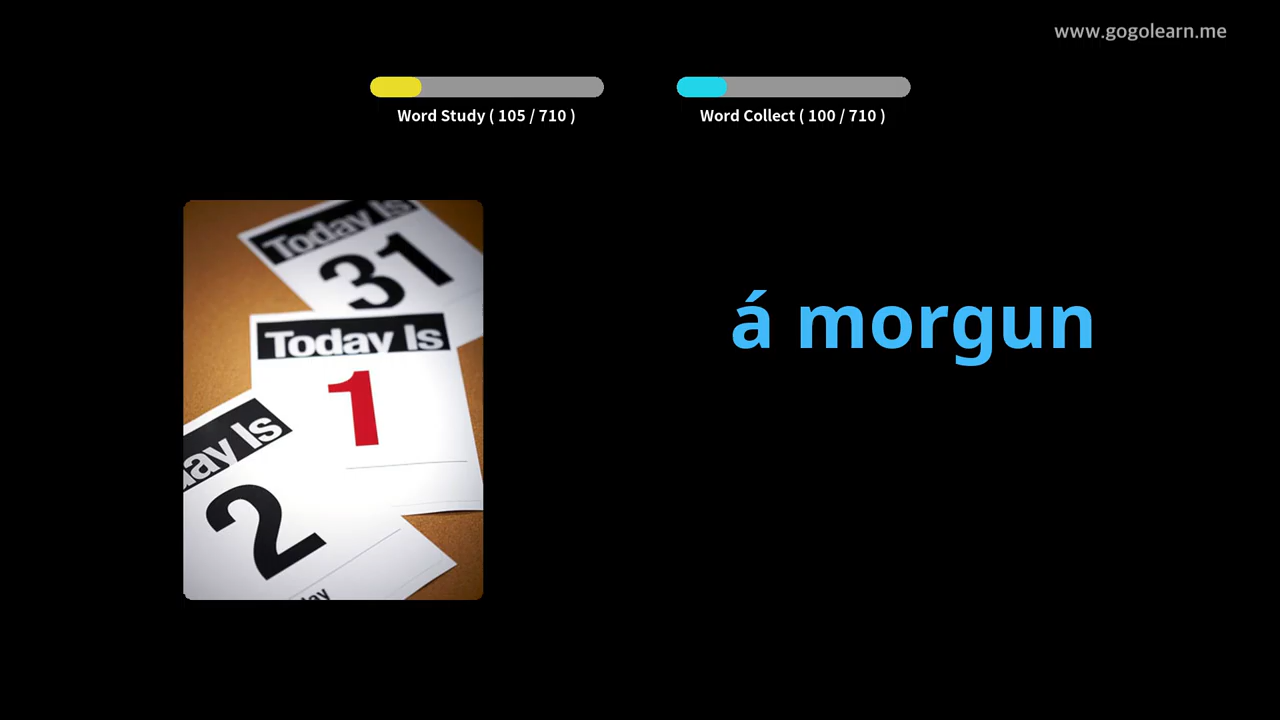 www.gogolearn.me
Word Study ( 105 / 710 )
Word Collect ( 100 / 710 )
Today Is
31
Today Is
1
ay Is
2
ay
á morgun